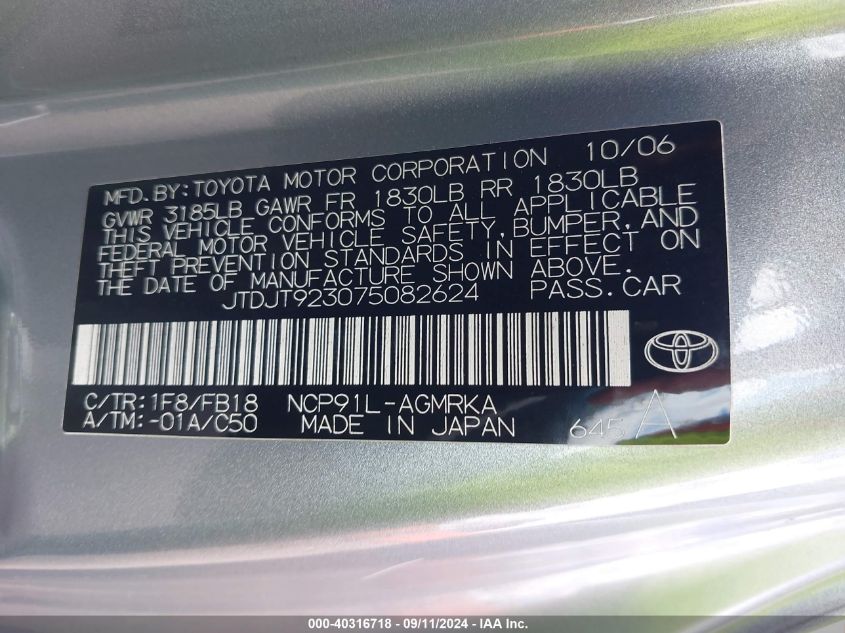 MFD.BY:TOYOTA MOTOR CORPORATION 10/06
GVWR 3185LB GAWR FR 1830LB RR 1830LB
THIS VEHICLE CONFORMS TO ALL APPLICABLE
FEDERAL MOTOR VEHICLE SAFETY,BUMPER,AND
THEFT PREVENTION STANDARDS IN EFFECT ON
THE DATE OF MANUFACTURE SHOWN ABOVE.
JTDJT923075082624 PASS.CAR
C/TR:1F8/FB18 NCP91L-AGMRKA
A/TM:-01A/C50 MADE IN JAPAN 645 A
000-40316718 - 09/11/2024 - IAA Inc.